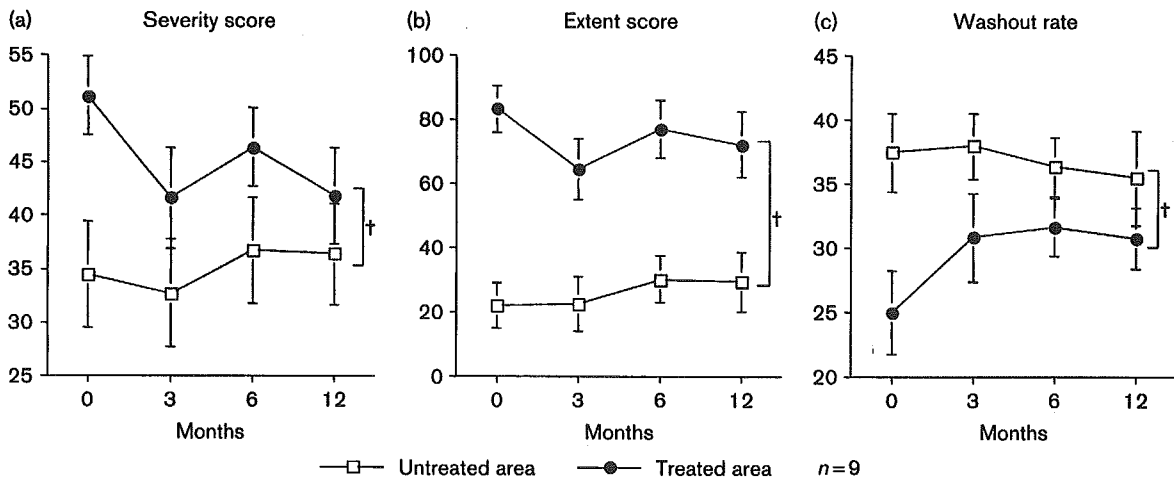 (a) Severity score
55
50
45
40
35
30
25
†
0 3 6 12
Months
(b) Extent score
100
80
60
40
20
0
†
0 3 6 12
Months
(c) Washout rate
45
40
35
30
25
20
†
0 3 6 12
Months
Untreated area Treated area n=9